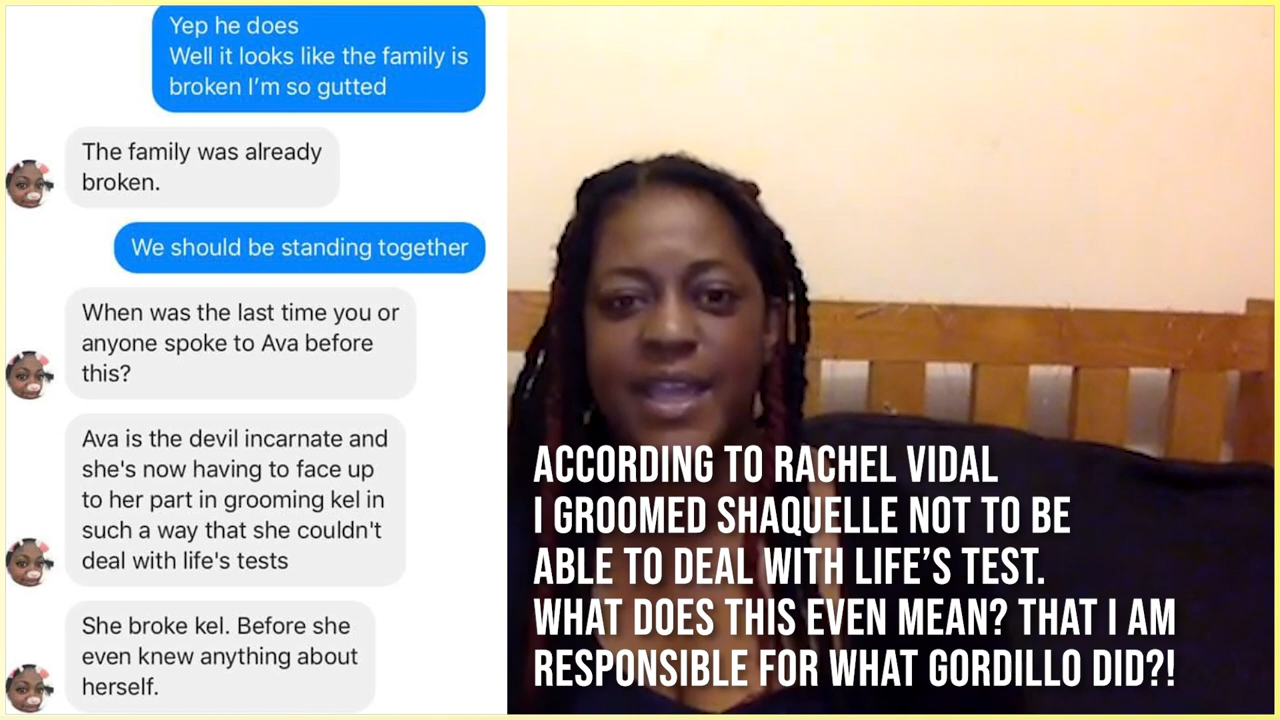 Yep he does
Well it looks like the family is
broken I’m so gutted
The family was already
broken.
We should be standing together
When was the last time you or
anyone spoke to Ava before
this?
Ava is the devil incarnate and
she's now having to face up
to her part in grooming kel in
such a way that she couldn't
deal with life's tests
She broke kel. Before she
even knew anything about
herself.
ACCORDING TO RACHEL VIDAL
I GROOMED SHAQUELLE NOT TO BE
ABLE TO DEAL WITH LIFE’S TEST.
WHAT DOES THIS EVEN MEAN? THAT I AM
RESPONSIBLE FOR WHAT GORDILLO DID?!